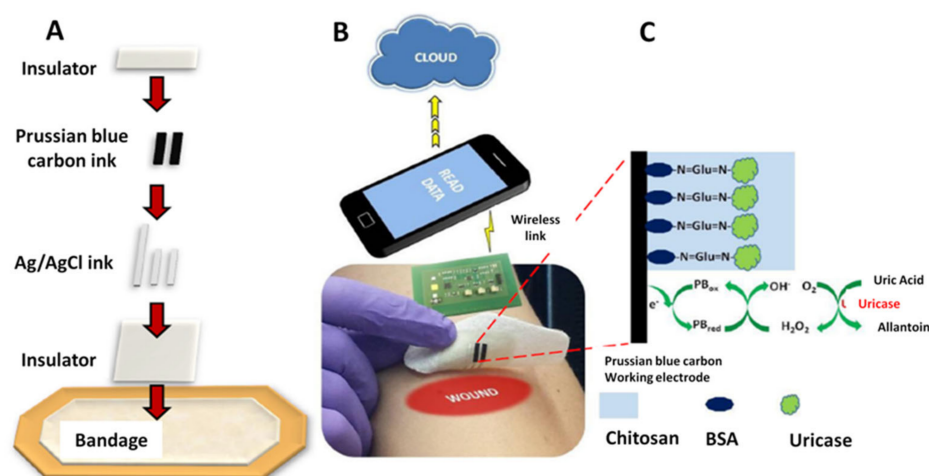 A
Insulator
Prussian blue
carbon ink
Ag/AgCl ink
Insulator
Bandage
B
CLOUD
READ
DATA
Wireless
link
WOUND
C
N=Glu=N
N=Glu=N
N=Glu=N
N=Glu=N
e-
PBox
PBred
OH-
H2O2
O2
Uric Acid
Uricase
Allantoin
Prussian blue carbon
Working electrode
Chitosan
BSA
Uricase